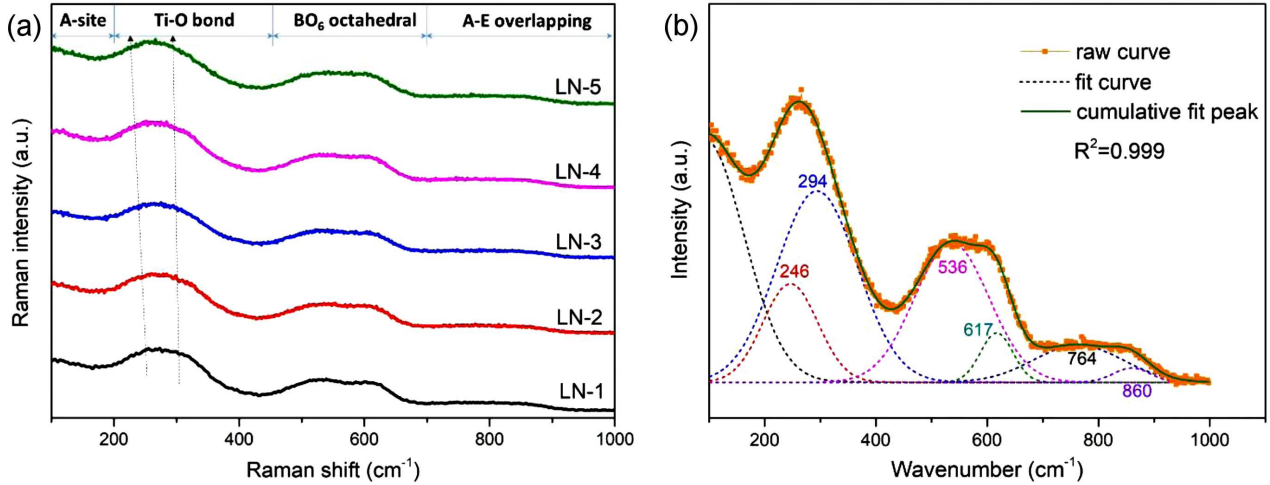 (a)
A-site Ti-O bond BO₆ octahedral A-E overlapping
LN-5
LN-4
LN-3
LN-2
LN-1
Raman intensity (a.u.)
200 400 600 800 1000
Raman shift (cm⁻¹)
(b)
raw curve
fit curve
cumulative fit peak
R²=0.999
294
246
536
617
764
860
Intensity (a.u.)
200 400 600 800 1000
Wavenumber (cm⁻¹)